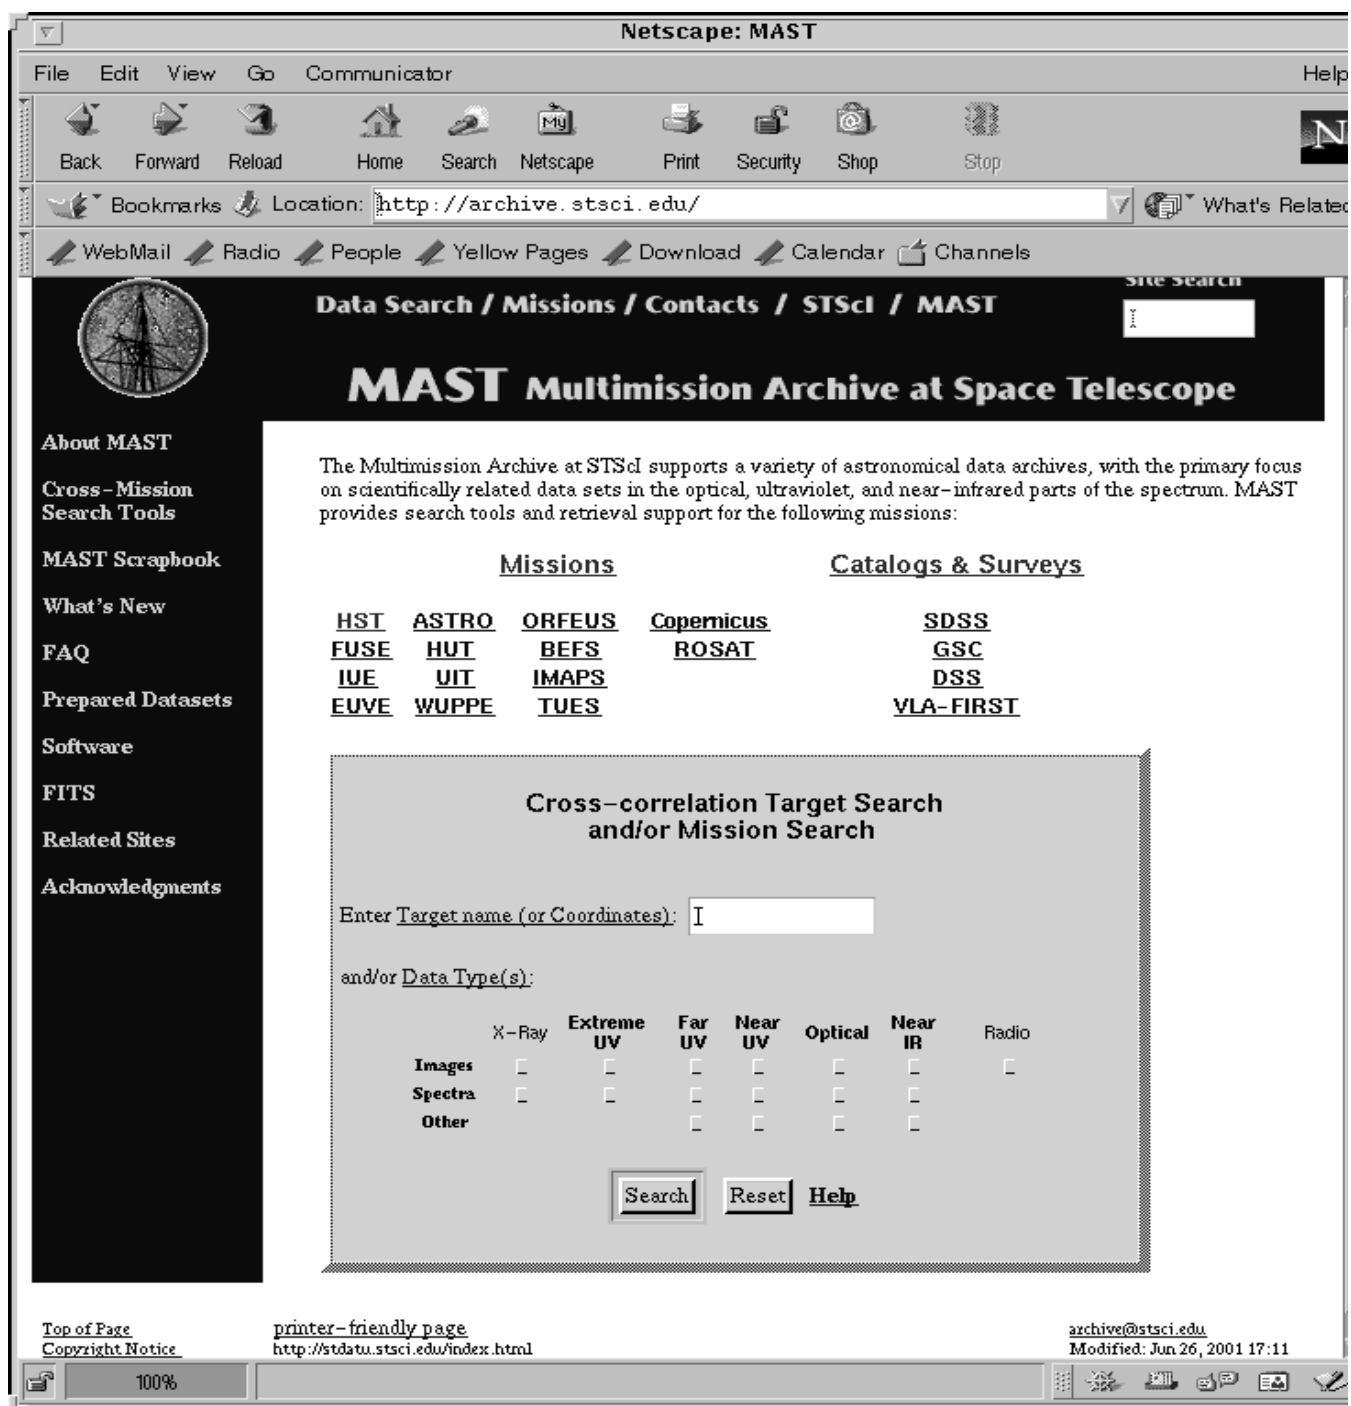 Netscape: MAST
File Edit View Go Communicator Help
Back Forward Reload Home Search Netscape Print Security Shop Stop
My
N
Bookmarks Location: http://archive.stsci.edu/ What's Related
WebMail Radio People Yellow Pages Download Calendar Channels
Site Search
Data Search / Missions / Contacts / STScI / MAST
MAST Multimission Archive at Space Telescope
About MAST
Cross-Mission
Search Tools
MAST Scrapbook
What's New
FAQ
Prepared Datasets
Software
FITS
Related Sites
Acknowledgments
The Multimission Archive at STScI supports a variety of astronomical data archives, with the primary focus
on scientifically related data sets in the optical, ultraviolet, and near-infrared parts of the spectrum. MAST
provides search tools and retrieval support for the following missions:
Missions Catalogs & Surveys
HST ASTRO ORFEUS Copernicus SDSS
FUSE HUT BEFS ROSAT GSC
IUE UIT IMAPS DSS
EUVE WUPPE TUES VLA-FIRST
Cross-correlation Target Search
and/or Mission Search
Enter Target name (or Coordinates):
and/or Data Type(s):
X-Ray Extreme UV Far UV Near UV Optical Near IR Radio
Images
Spectra
Other
Search Reset Help
Top of Page printer-friendly page archive@stsci.edu
Copyright Notice http://stdatu.stsci.edu/index.html Modified: Jun 26, 2001 17:11
100%